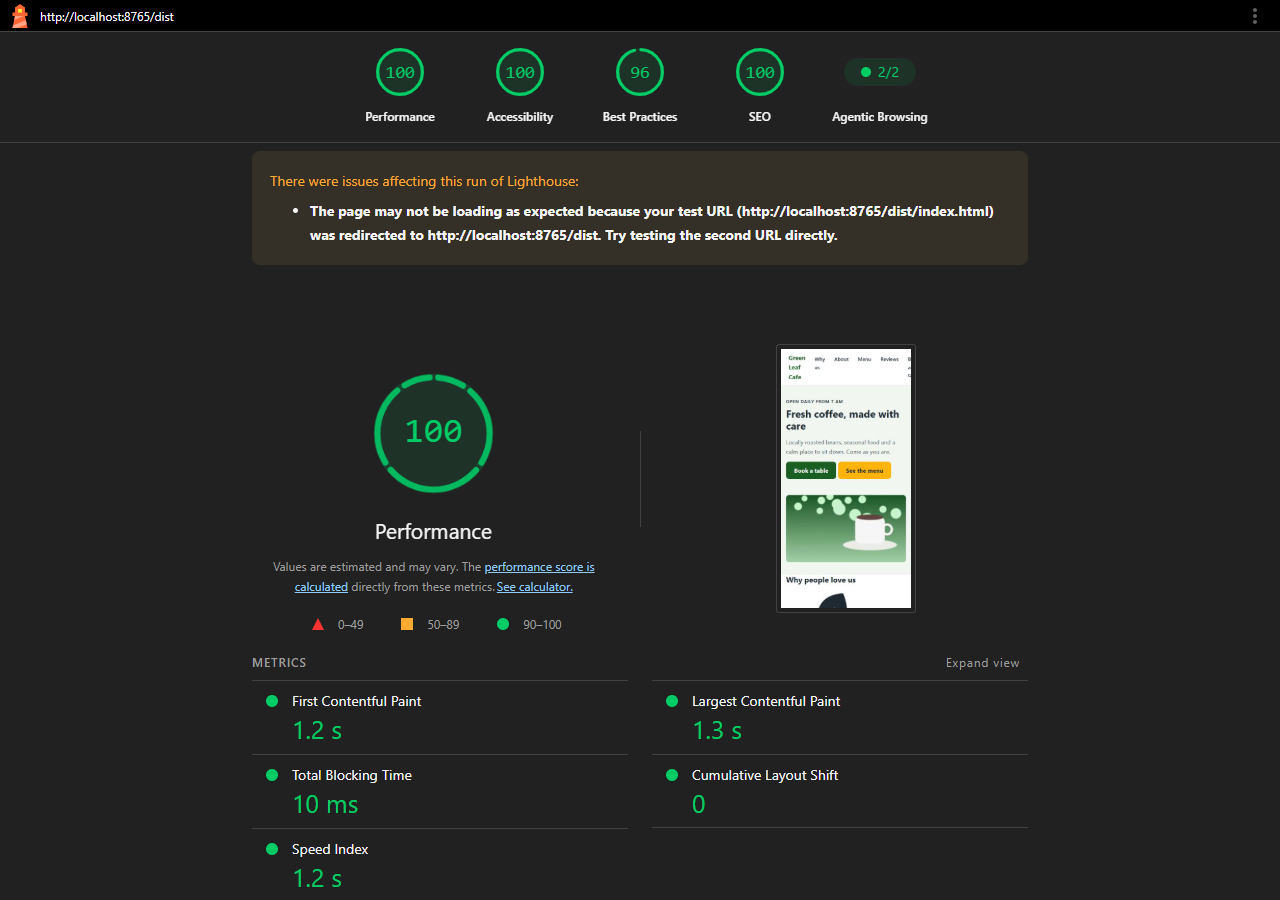 http://localhost:8765/dist
100
100
96
100
2/2
Performance
Accessibility
Best Practices
SEO
Agentic Browsing
There were issues affecting this run of Lighthouse:
The page may not be loading as expected because your test URL (http://localhost:8765/dist/index.html)
was redirected to http://localhost:8765/dist. Try testing the second URL directly.
100
Performance
Values are estimated and may vary. The performance score is
calculated directly from these metrics. See calculator.
0–49
50–89
90–100
Green Leaf Cafe
Why us
About
Menu
Reviews
OPEN DAILY FROM 7 AM
Fresh coffee, made with
care
Locally roasted beans, seasonal food and a
calm place to sit down. Come as you are.
Book a table
See the menu
Why people love us
METRICS
Expand view
First Contentful Paint
1.2 s
Largest Contentful Paint
1.3 s
Total Blocking Time
10 ms
Cumulative Layout Shift
0
Speed Index
1.2 s